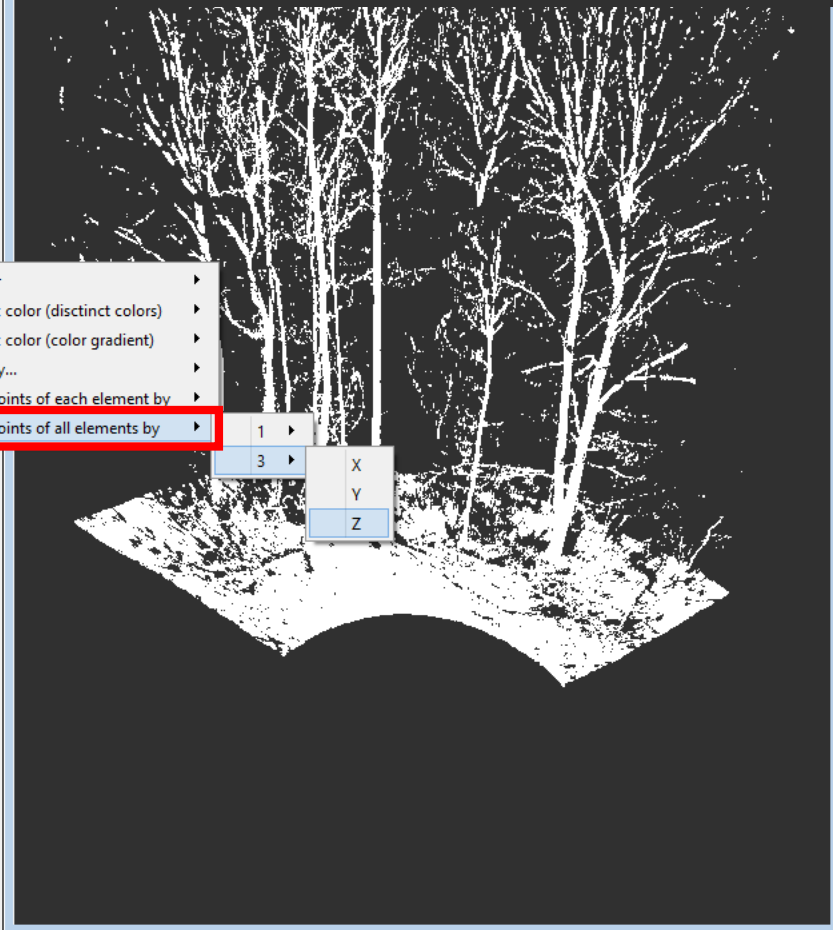 color (disctinct colors)
color (color gradient)
y...
oints of each element by
oints of all elements by
1
3
X
Y
Z